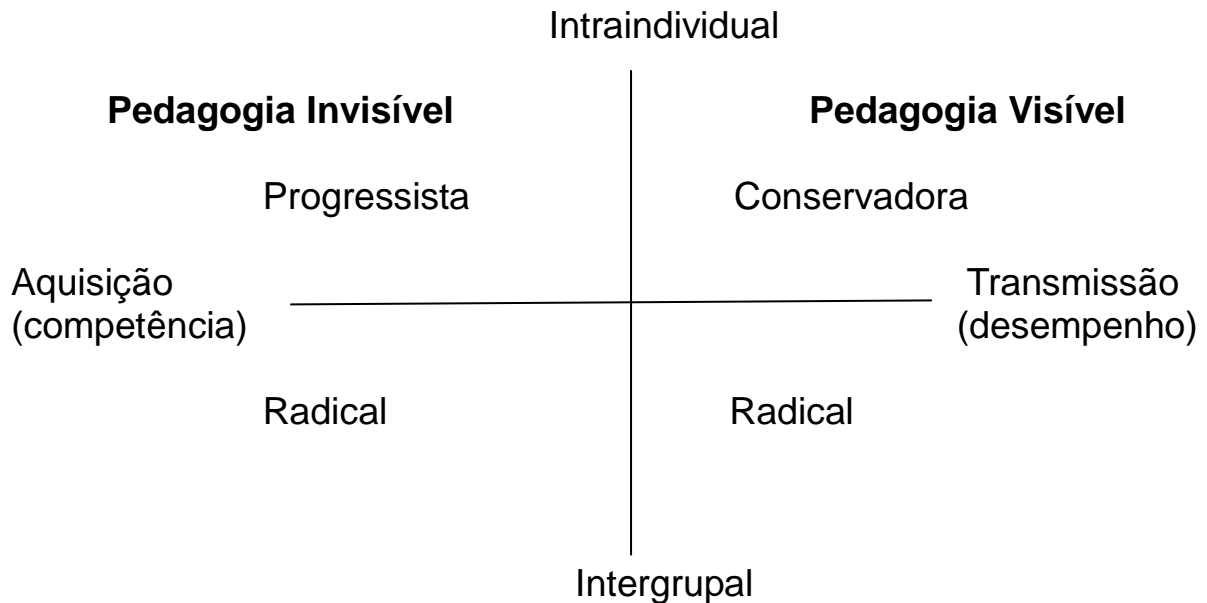 Intraindividual
Pedagogia Invisível
Pedagogia Visível
Progressista
Conservadora
Aquisição
(competência)
Transmissão
(desempenho)
Radical
Radical
Intergrupal